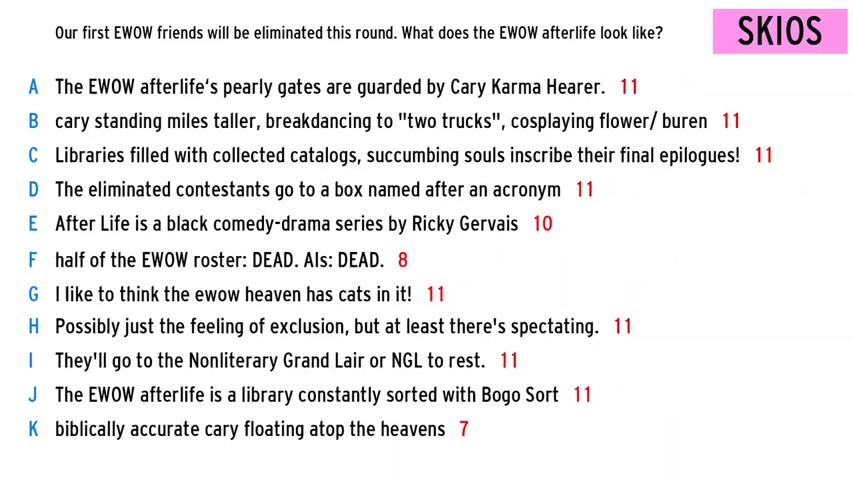 Our first EWOW friends will be eliminated this round. What does the EWOW afterlife look like?
SKIOS
A The EWOW afterlife‘s pearly gates are guarded by Cary Karma Hearer. 11
B cary standing miles taller, breakdancing to "two trucks", cosplaying flower/ buren 11
C Libraries filled with collected catalogs, succumbing souls inscribe their final epilogues! 11
D The eliminated contestants go to a box named after an acronym 11
E After Life is a black comedy-drama series by Ricky Gervais 10
F half of the EWOW roster: DEAD. AIs: DEAD. 8
G I like to think the ewow heaven has cats in it! 11
H Possibly just the feeling of exclusion, but at least there's spectating. 11
I They'll go to the Nonliterary Grand Lair or NGL to rest. 11
J The EWOW afterlife is a library constantly sorted with Bogo Sort 11
K biblically accurate cary floating atop the heavens 7